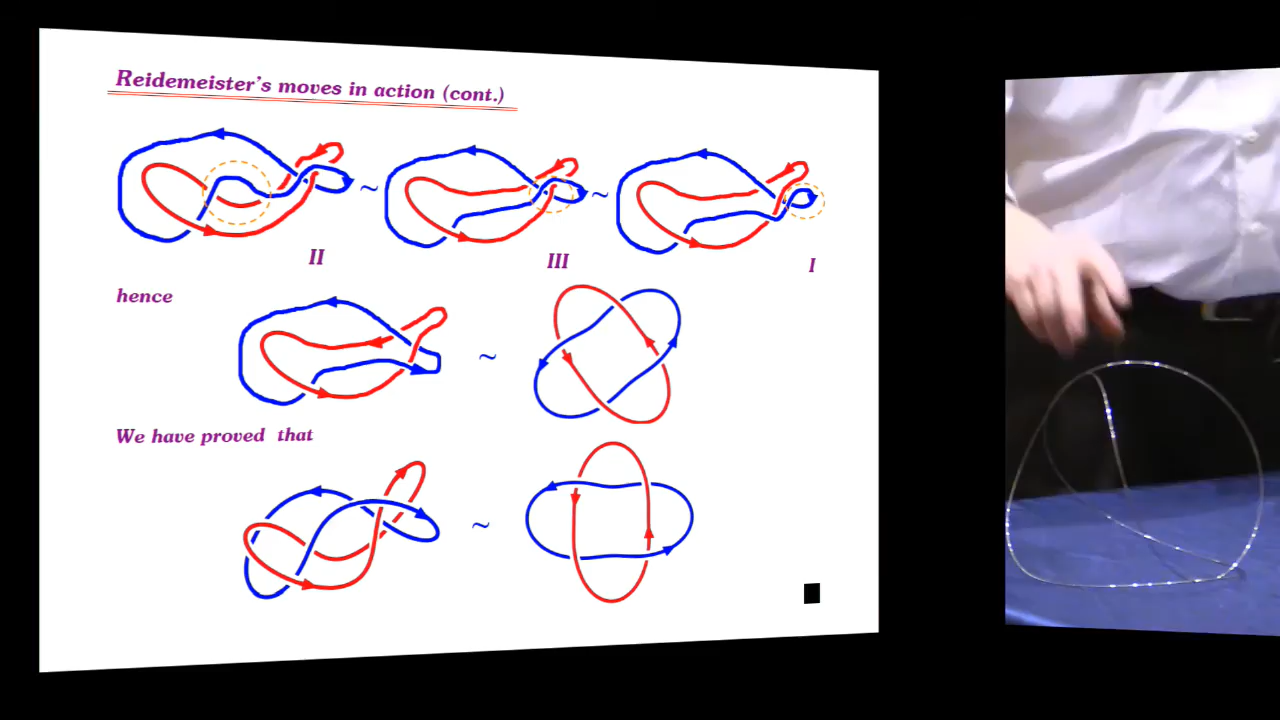 Reidemeister's moves in action (cont.)
~ ~
II III I
hence
~
We have proved that
~